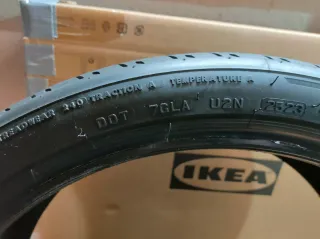 TREADWEAR 240 TRACTION A TEMPERATURE A
DOT 7GLA U2N 2520
IKEA